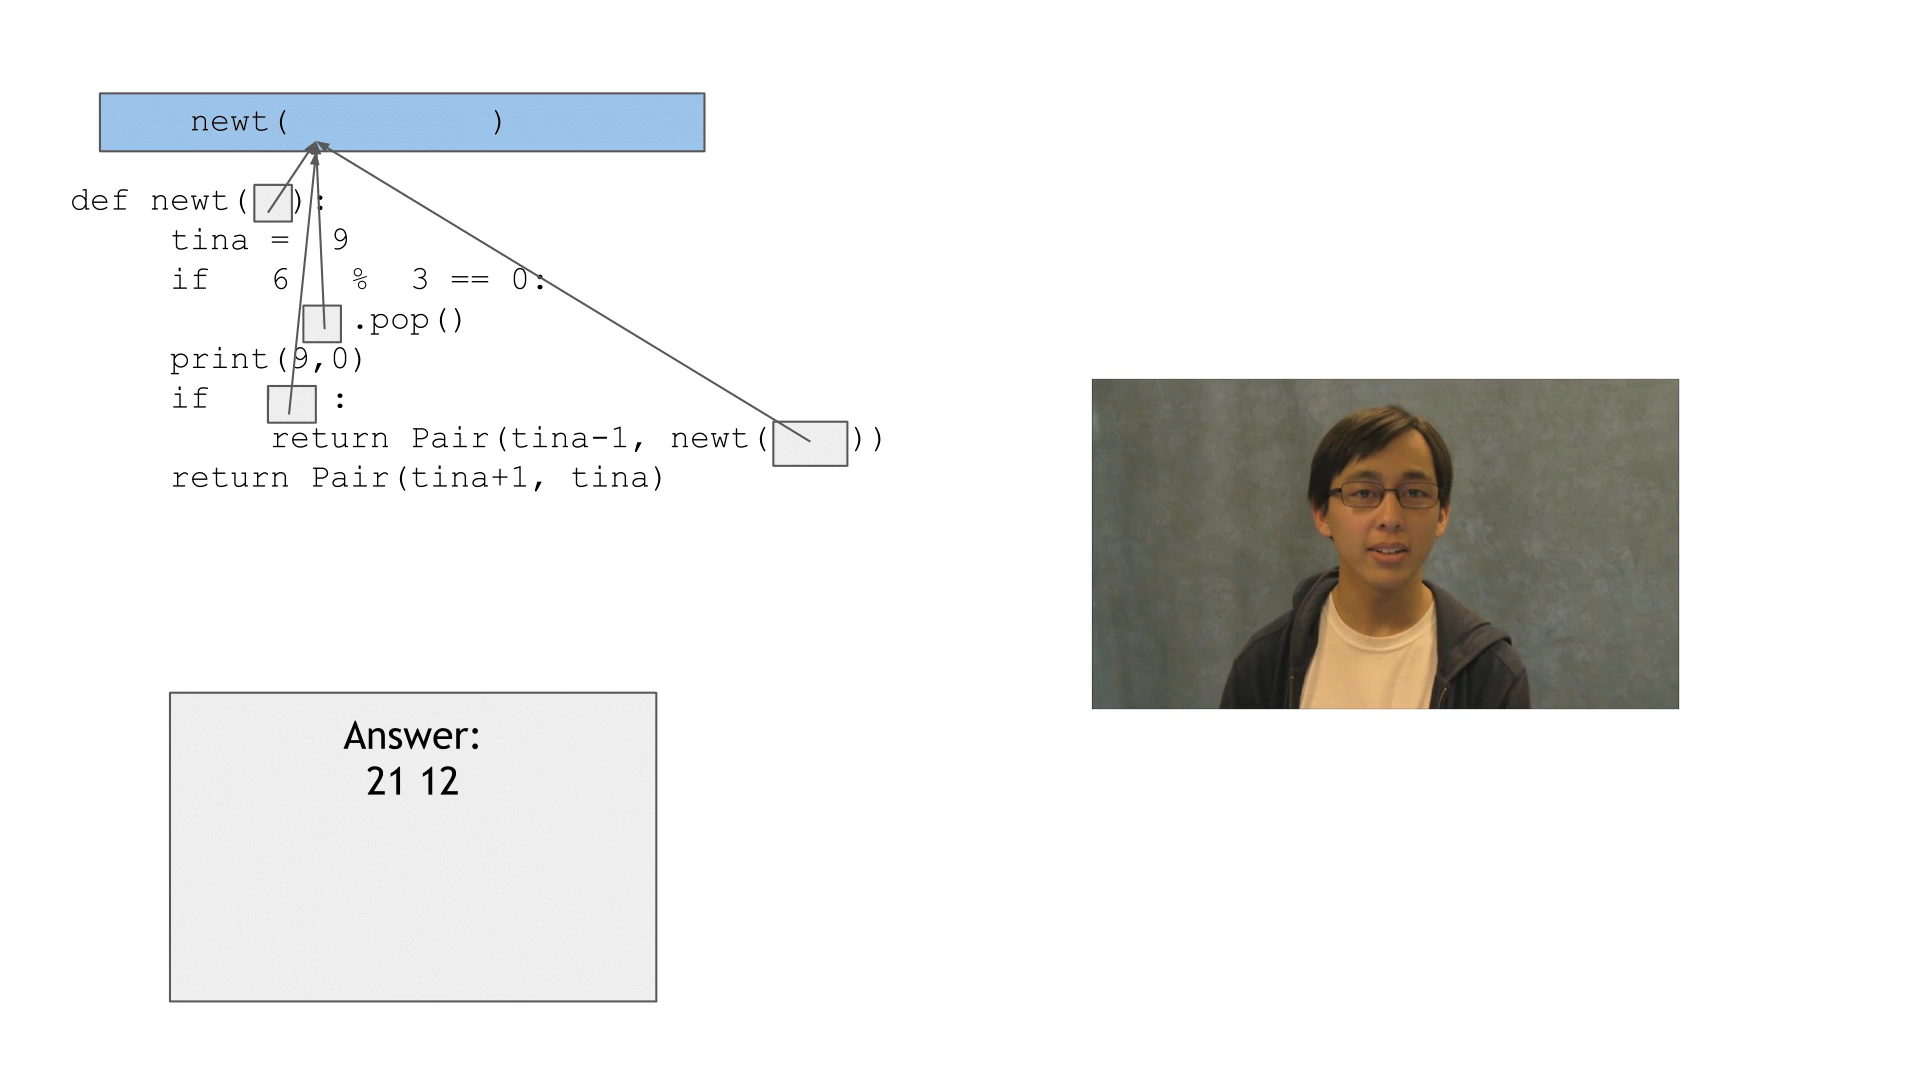 newt( )
def newt( ):
tina = 9
if 6 % 3 == 0:
.pop()
print(9,0)
if :
return Pair(tina-1, newt( ))
return Pair(tina+1, tina)
Answer:
21 12